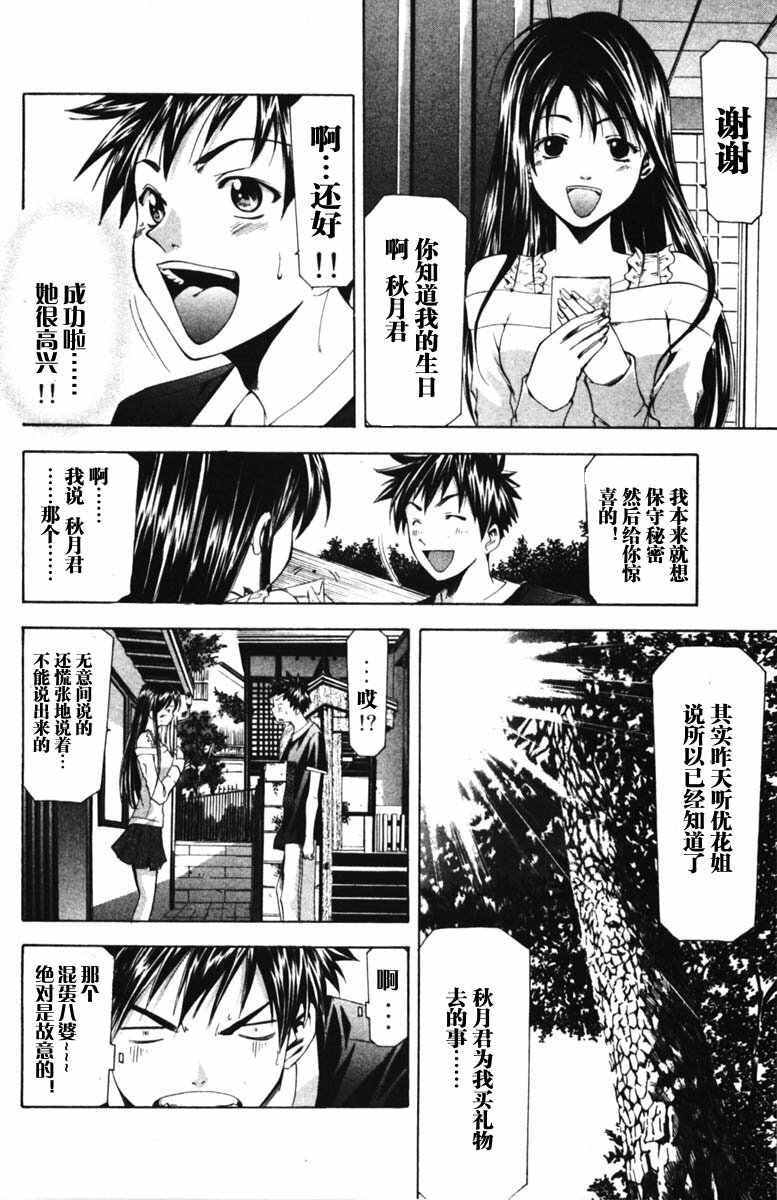 谢谢
你知道我的生日
啊 秋月君
啊…还好!!
成功啦……
她很高兴!!
我本来就想
保守秘密
然后给你惊
喜的!
啊……
我说 秋月君
……那个……
其实昨天听优花姐
说所以已经知道了
秋月君为我买礼物
去的事……
…哎!?
无意间说的
还慌张地说着…
不能说出来的
啊…
那个
混蛋八婆~~~
绝对是故意的!